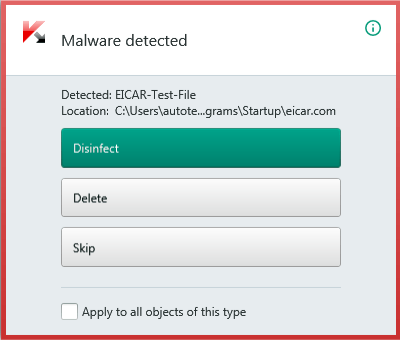 Malware detected
Detected: EICAR-Test-File
Location: C:\Users\autote...grams\Startup\eicar.com
Disinfect
Delete
Skip
Apply to all objects of this type